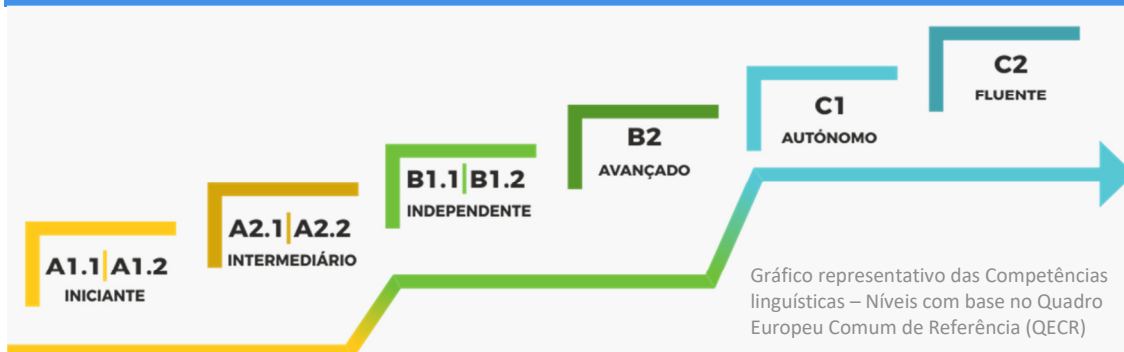 A1.1|A1.2
INICIANTE
A2.1|A2.2
INTERMEDIÁRIO
B1.1|B1.2
INDEPENDENTE
B2
AVANÇADO
C1
AUTÓNOMO
C2
FLUENTE
Gráfico representativo das Competências
linguísticas – Níveis com base no Quadro
Europeu Comum de Referência (QECR)